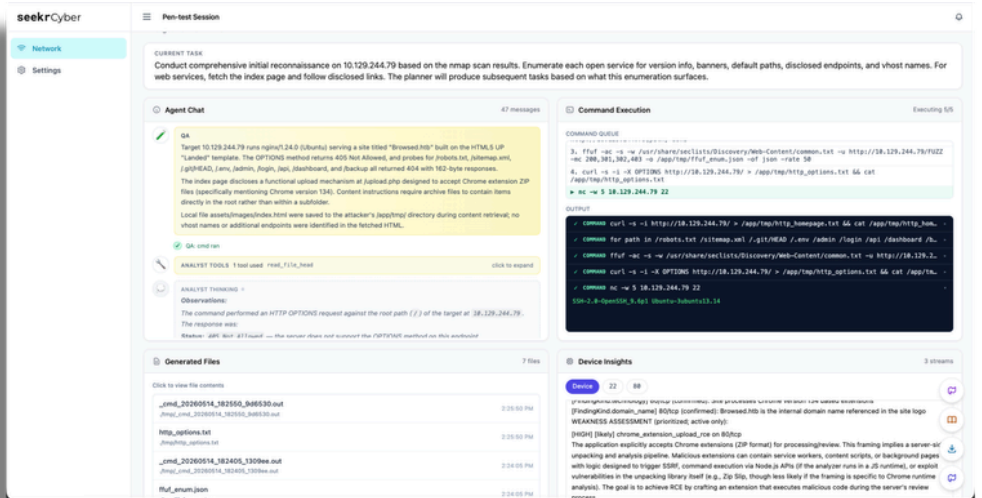 seekrCyber
Pen-test Session
Network
Settings
CURRENT TASK
Conduct comprehensive initial reconnaissance on 10.129.244.79 based on the nmap scan results. Enumerate each open service for version info, banners, default paths, disclosed endpoints, and vhost names. For
web services, fetch the index page and follow disclosed links. The planner will produce subsequent tasks based on what this enumeration surfaces.
Agent Chat
47 messages
QA
Target 10.129.244.79 runs nginx/1.24.0 (Ubuntu) serving a site titled "Browsed.htb" built on the HTML5 UP
"Landed" template. The OPTIONS method returns 405 Not Allowed, and probes for /robots.txt, /sitemap.xml,
/.git/HEAD, /.env, /admin, /login, /api, /dashboard, and /backup all returned 404 with 162-byte responses.
The index page discloses a functional upload mechanism at /upload.php designed to accept Chrome extension ZIP
files (specifically mentioning Chrome version 134). Content instructions require archive files to contain items
directly in the root rather than within a subfolder.
Local file assets/images/index.html were saved to the attacker's /app/tmp/ directory during content retrieval; no
vhost names or additional endpoints were identified in the fetched HTML.
QA: cmd ran
ANALYST TOOLS 1 tool used read_file_head
click to expand
ANALYST THINKING
Observations:
The command performed an HTTP OPTIONS request against the root path (/) of the target at 10.129.244.79.
The response was:
Status: 405 Not Allowed — the server does not support the OPTIONS method on this endpoint
Command Execution
Executing 5/5
COMMAND QUEUE
3. ffuf -ac -s -w /usr/share/seclists/Discovery/Web-Content/common.txt -u http://10.129.244.79/FUZZ
-mc 200,301,302,403 -o /app/tmp/ffuf_enum.json -of json -rate 50
4. curl -s -i -X OPTIONS http://10.129.244.79/ > /app/tmp/http_options.txt && cat
/app/tmp/http_options.txt
▶ nc -w 5 10.129.244.79 22
OUTPUT
✓ COMMAND curl -s -i http://10.129.244.79/ > /app/tmp/http_homepage.txt && cat /app/tmp/http_hom…
✓ COMMAND for path in /robots.txt /sitemap.xml /.git/HEAD /.env /admin /login /api /dashboard /b…
✓ COMMAND ffuf -ac -s -w /usr/share/seclists/Discovery/Web-Content/common.txt -u http://10.129.2…
✓ COMMAND curl -s -i -X OPTIONS http://10.129.244.79/ > /app/tmp/http_options.txt && cat /app/tm…
✓ COMMAND nc -w 5 10.129.244.79 22
SSH-2.0-OpenSSH_9.6p1 Ubuntu-3ubuntu13.14
Generated Files
7 files
Click to view file contents
_cmd_20260514_182550_9d6530.out
/tmp/_cmd_20260514_182550_9d6530.out
2:25:50 PM
http_options.txt
/tmp/http_options.txt
2:25:50 PM
_cmd_20260514_182405_1309ee.out
/tmp/_cmd_20260514_182405_1309ee.out
2:24:05 PM
ffuf_enum.json
2:24:05 PM
Device Insights
3 streams
Device
22
80
[FindingKind.technology] 80/tcp (confirmed): Site processes Chrome version 134 based extensions
[FindingKind.domain_name] 80/tcp (confirmed): Browsed.htb is the internal domain name referenced in the site logo
WEAKNESS ASSESSMENT (prioritized; active only):
[HIGH] [likely] chrome_extension_upload_rce on 80/tcp
The application explicitly accepts Chrome extensions (ZIP format) for processing/review. This framing implies a server-sid
unpacking and analysis pipeline. Malicious extensions can contain service workers, content scripts, or background pages
with logic designed to trigger SSRF, command execution via Node.js APIs (if the analyzer runs in a JS runtime), or exploit
vulnerabilities in the unpacking library itself (e.g., Zip Slip, though less likely if the framing is specific to Chrome runtime
analysis). The goal is to achieve RCE by crafting an extension that executes malicious code during the server's review
process.